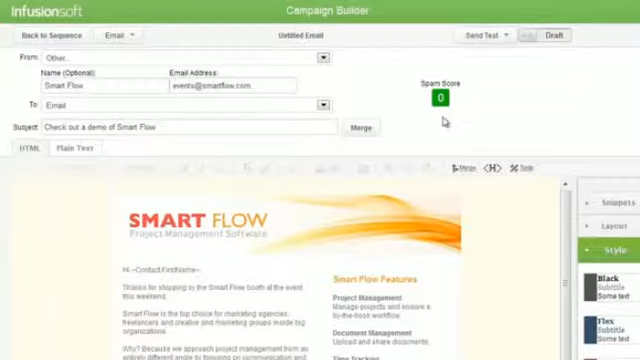 Infusionsoft
Campaign Builder
Back to Sequence
Email
Untitled Email
Send Test
Draft
From: Other...
Name (Optional)
Email Address:
Smart Flow
events@smartflow.com
Spam Score
0
To: Email
Subject: Check out a demo of Smart Flow
Merge
HTML
Plain Text
Merge
<H>
SMART FLOW
Project Management Software
Hi ~Contact.FirstName~,
Thanks for stopping by the Smart Flow booth at the event
this weekend.
Smart Flow is the top choice for marketing agencies,
freelancers and creative and marketing groups inside big
organizations.
Why? Because we approach project management from an
entirely different angle by focusing on communication and
Smart Flow Features
Project Management
Manage projects and ensure a
by-the-book workflow.
Document Management
Upload and share documents.
Time Tracking
Snippets
Layout
Style
Black
Subtitle
Some text
Flex
Subtitle
Some text